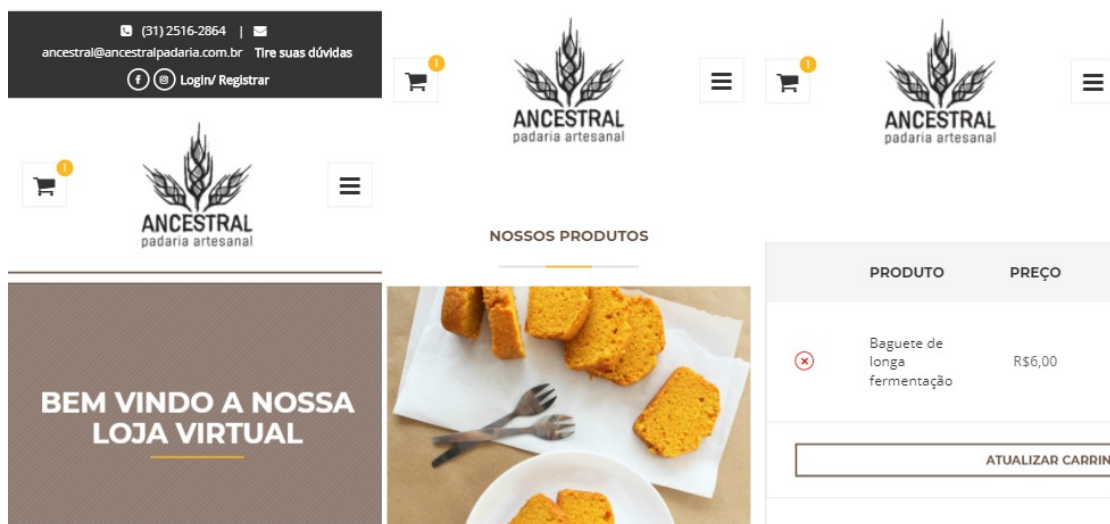 (31) 2516-2864 |
ancestral@ancestralpadaria.com.br Tire suas dúvidas
Login/ Registrar
1
ANCESTRAL
padaria artesanal
BEM VINDO A NOSSA
LOJA VIRTUAL
1
ANCESTRAL
padaria artesanal
NOSSOS PRODUTOS
1
ANCESTRAL
padaria artesanal
PRODUTO PREÇO
Baguete de
longa
fermentação
R$6,00
ATUALIZAR CARRIN